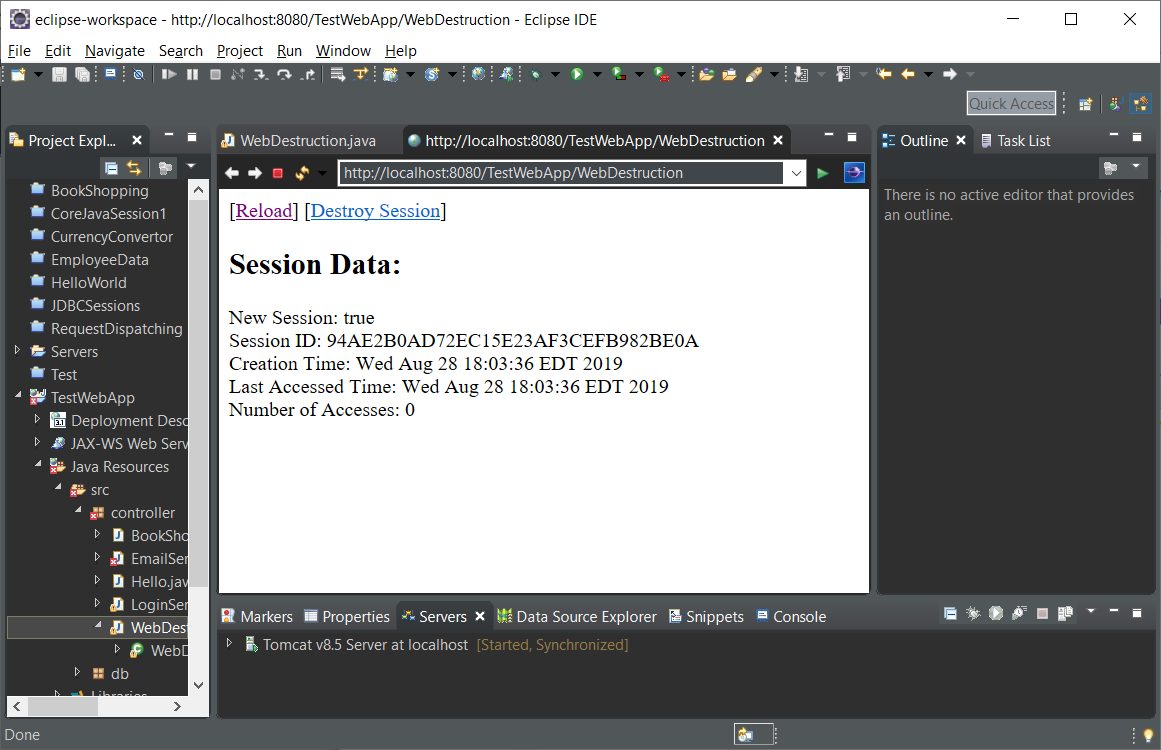 eclipse-workspace - http://localhost:8080/TestWebApp/WebDestruction - Eclipse IDE
File Edit Navigate Search Project Run Window Help
Quick Access
Project Expl...
BookShopping
CoreJavaSession1
CurrencyConvertor
EmployeeData
HelloWorld
JDBCSessions
RequestDispatching
Servers
Test
TestWebApp
Deployment Desc
JAX-WS Web Serv
Java Resources
src
controller
BookSho
EmailSer
Hello.jav
LoginSer
WebDest
WebD
db
Libraries
WebDestruction.java
http://localhost:8080/TestWebApp/WebDestruction
http://localhost:8080/TestWebApp/WebDestruction
[Reload] [Destroy Session]
Session Data:
New Session: true
Session ID: 94AE2B0AD72EC15E23AF3CEFB982BE0A
Creation Time: Wed Aug 28 18:03:36 EDT 2019
Last Accessed Time: Wed Aug 28 18:03:36 EDT 2019
Number of Accesses: 0
Outline Task List
There is no active editor that provides
an outline.
Markers Properties Servers Data Source Explorer Snippets Console
Tomcat v8.5 Server at localhost [Started, Synchronized]
Done